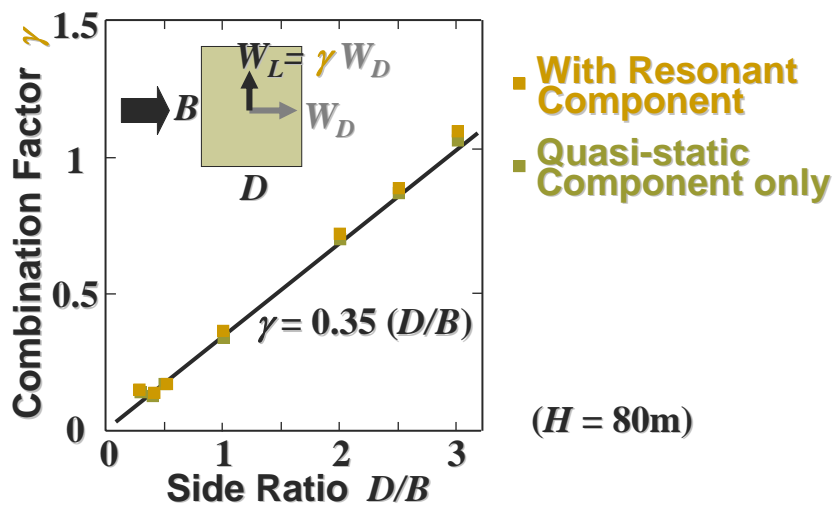 Combination Factor γ
1.5
1
0.5
0
0
1
2
3
Side Ratio D/B
W_L = γ W_D
B
W_D
D
γ = 0.35 (D/B)
With Resonant
Component
Quasi-static
Component only
(H = 80m)